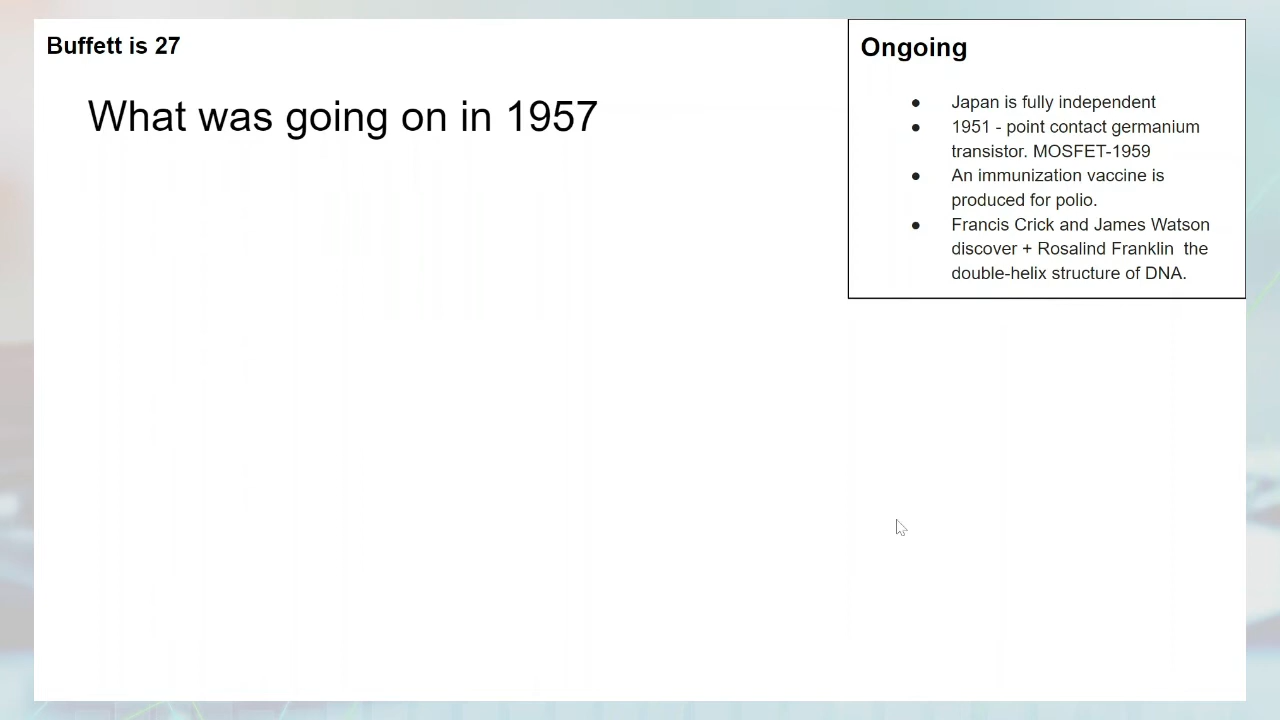 Buffett is 27
What was going on in 1957
Ongoing
● Japan is fully independent
● 1951 - point contact germanium
transistor. MOSFET-1959
● An immunization vaccine is
produced for polio.
● Francis Crick and James Watson
discover + Rosalind Franklin  the
double-helix structure of DNA.